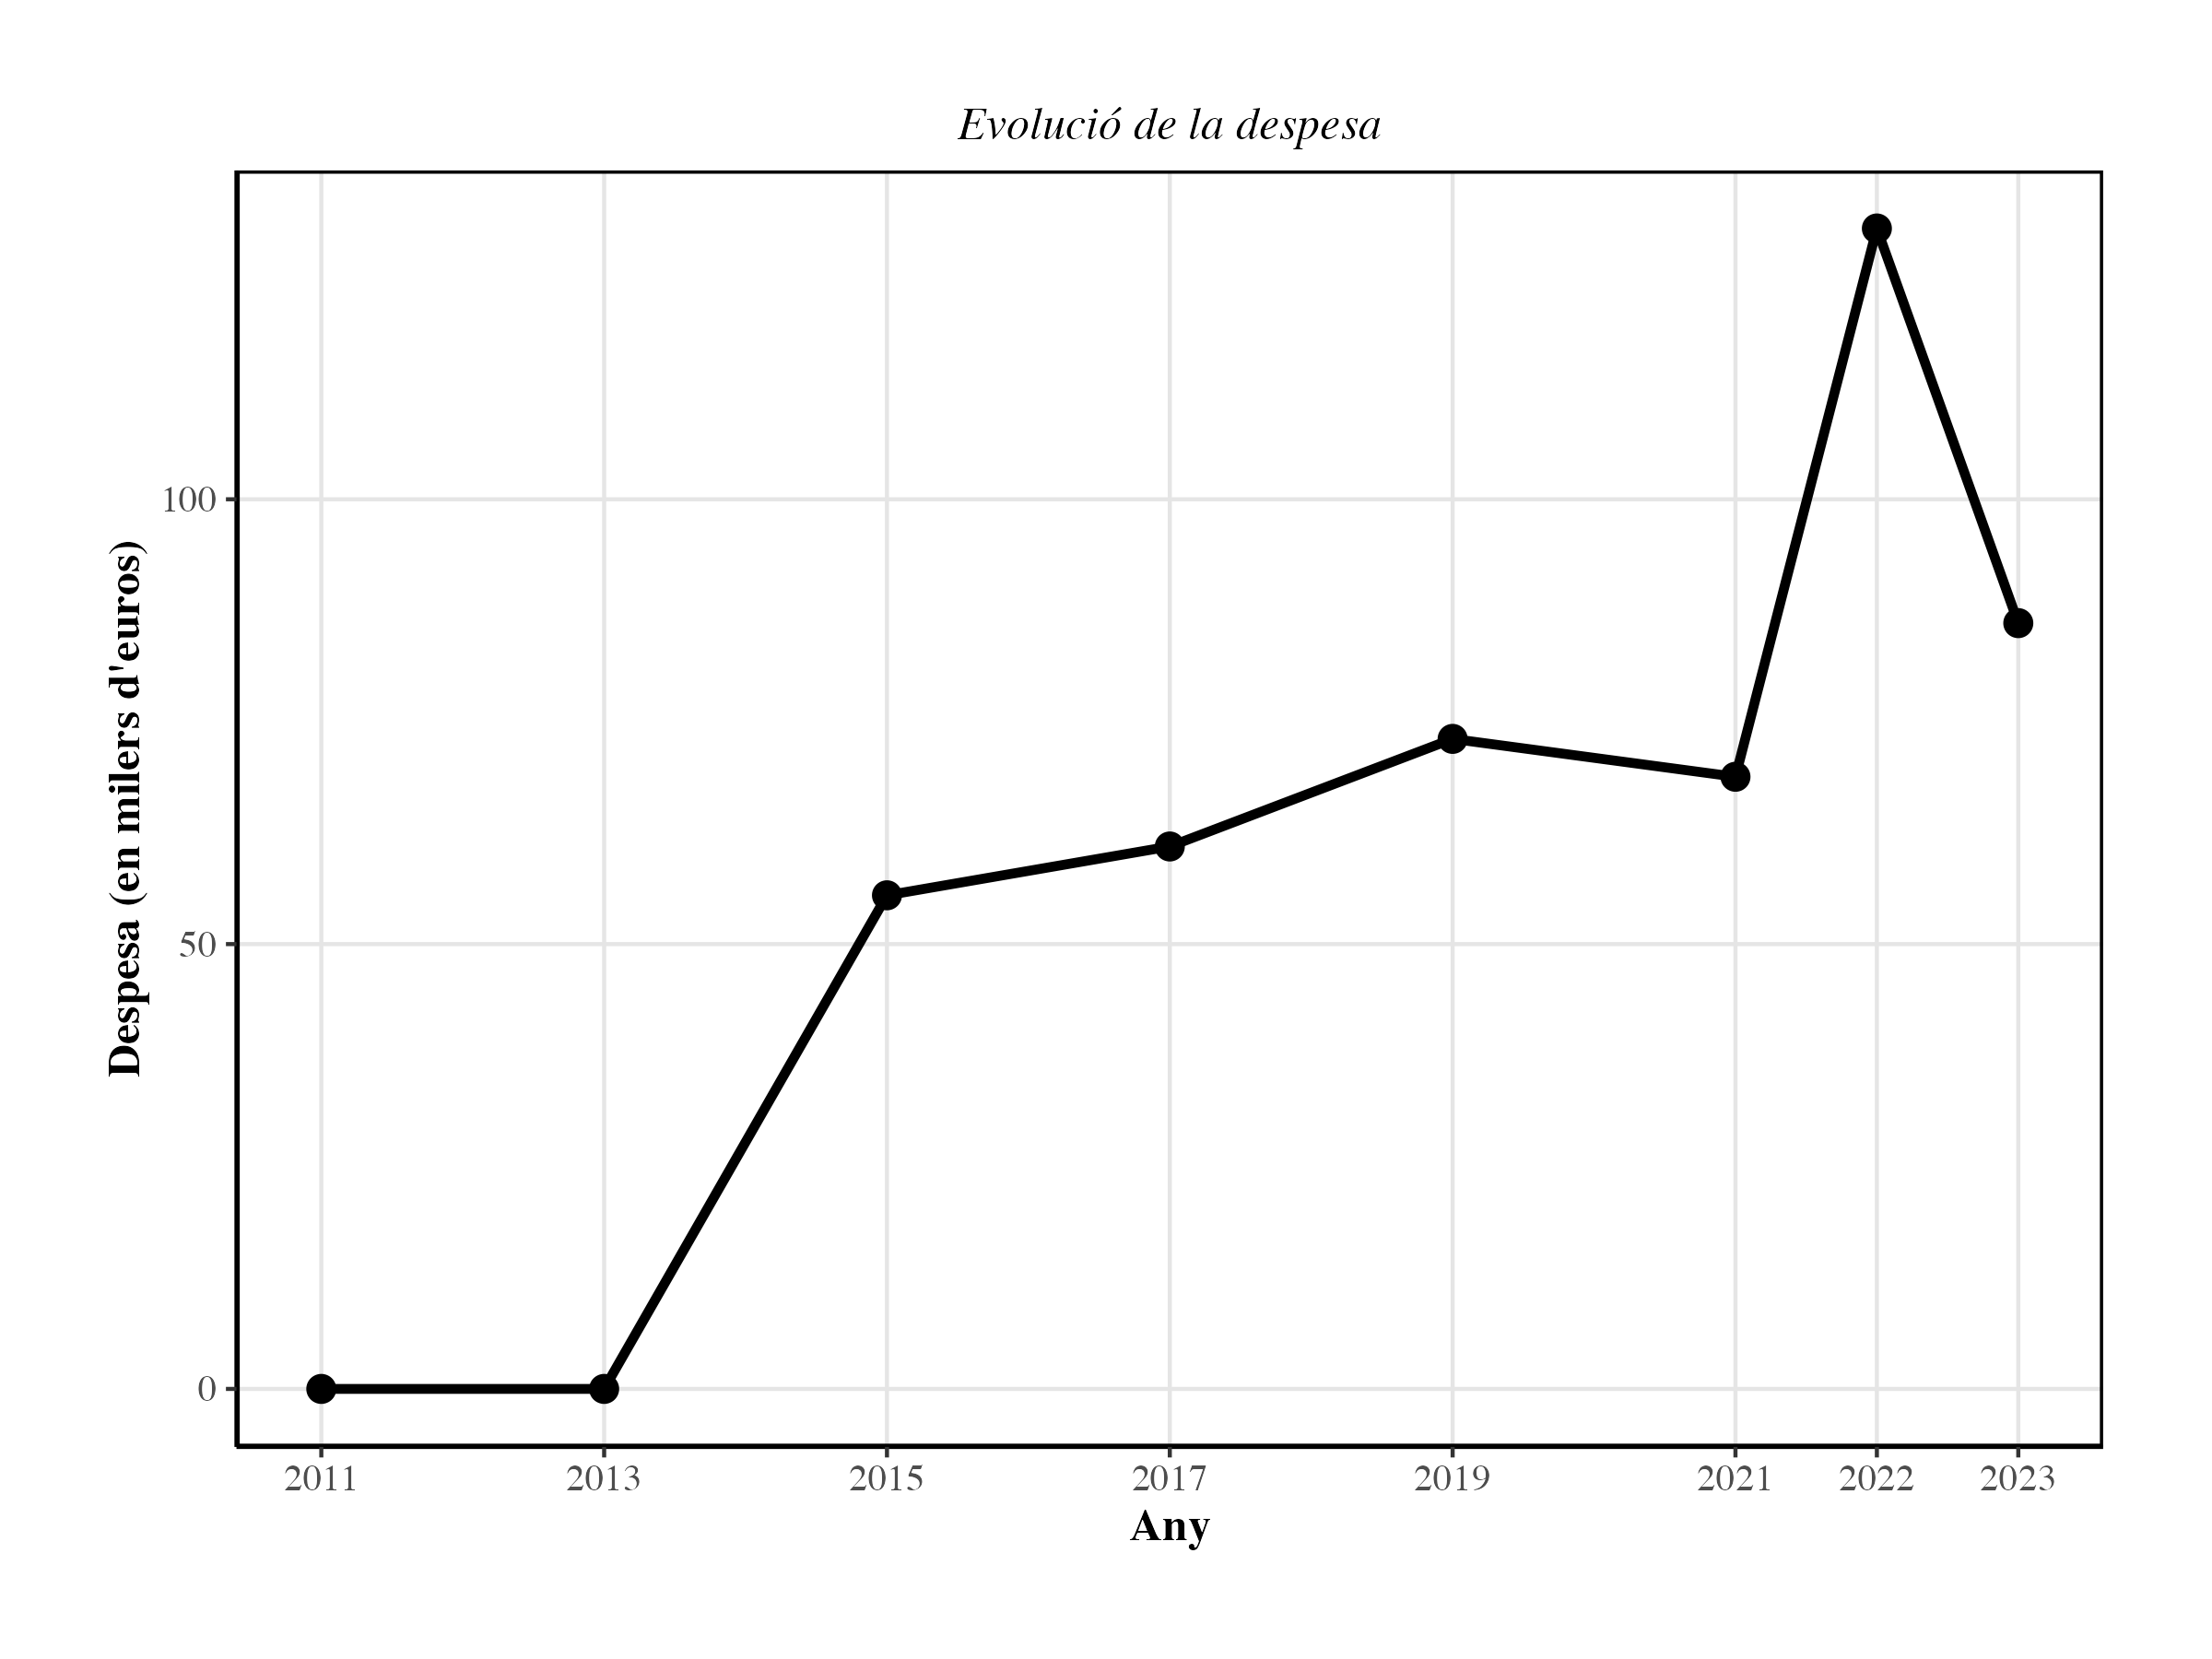 Evolució de la despesa
Despesa (en milers d'euros)
100
50
0
2011 2013 2015 2017 2019 2021 2022 2023
Any